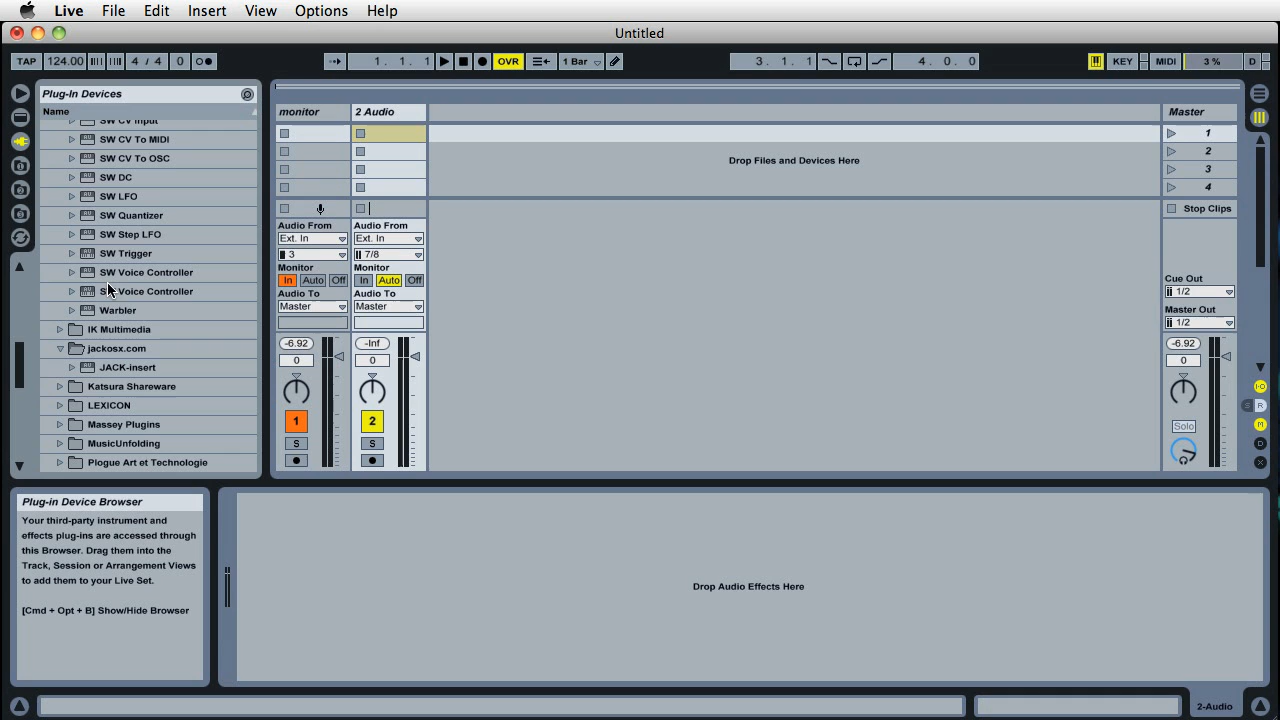 Live File Edit Insert View Options Help
Untitled
TAP 124.00 4 / 4 0 1. 1. 1 OVR 1 Bar 3. 1. 1 4. 0. 0 KEY MIDI 3 % D
Plug-In Devices
Name
SW CV Input
SW CV To MIDI
SW CV To OSC
SW DC
SW LFO
SW Quantizer
SW Step LFO
SW Trigger
SW Voice Controller
SW Voice Controller
Warbler
IK Multimedia
jackosx.com
JACK-insert
Katsura Shareware
LEXICON
Massey Plugins
MusicUnfolding
Plogue Art et Technologie
monitor 2 Audio Master
1
2
3
4
Drop Files and Devices Here
Stop Clips
Audio From Audio From
Ext. In Ext. In
3 7/8
Monitor Monitor
In Auto Off In Auto Off
Audio To Audio To
Master Master
Cue Out
1/2
Master Out
1/2
-6.92 -Inf -6.92
0 0 0
1 2 Solo
S S
I·O
S R
M
D
X
Plug-in Device Browser
Your third-party instrument and
effects plug-ins are accessed through
this Browser. Drag them into the
Track, Session or Arrangement Views
to add them to your Live Set.
[Cmd + Opt + B] Show/Hide Browser
Drop Audio Effects Here
2-Audio